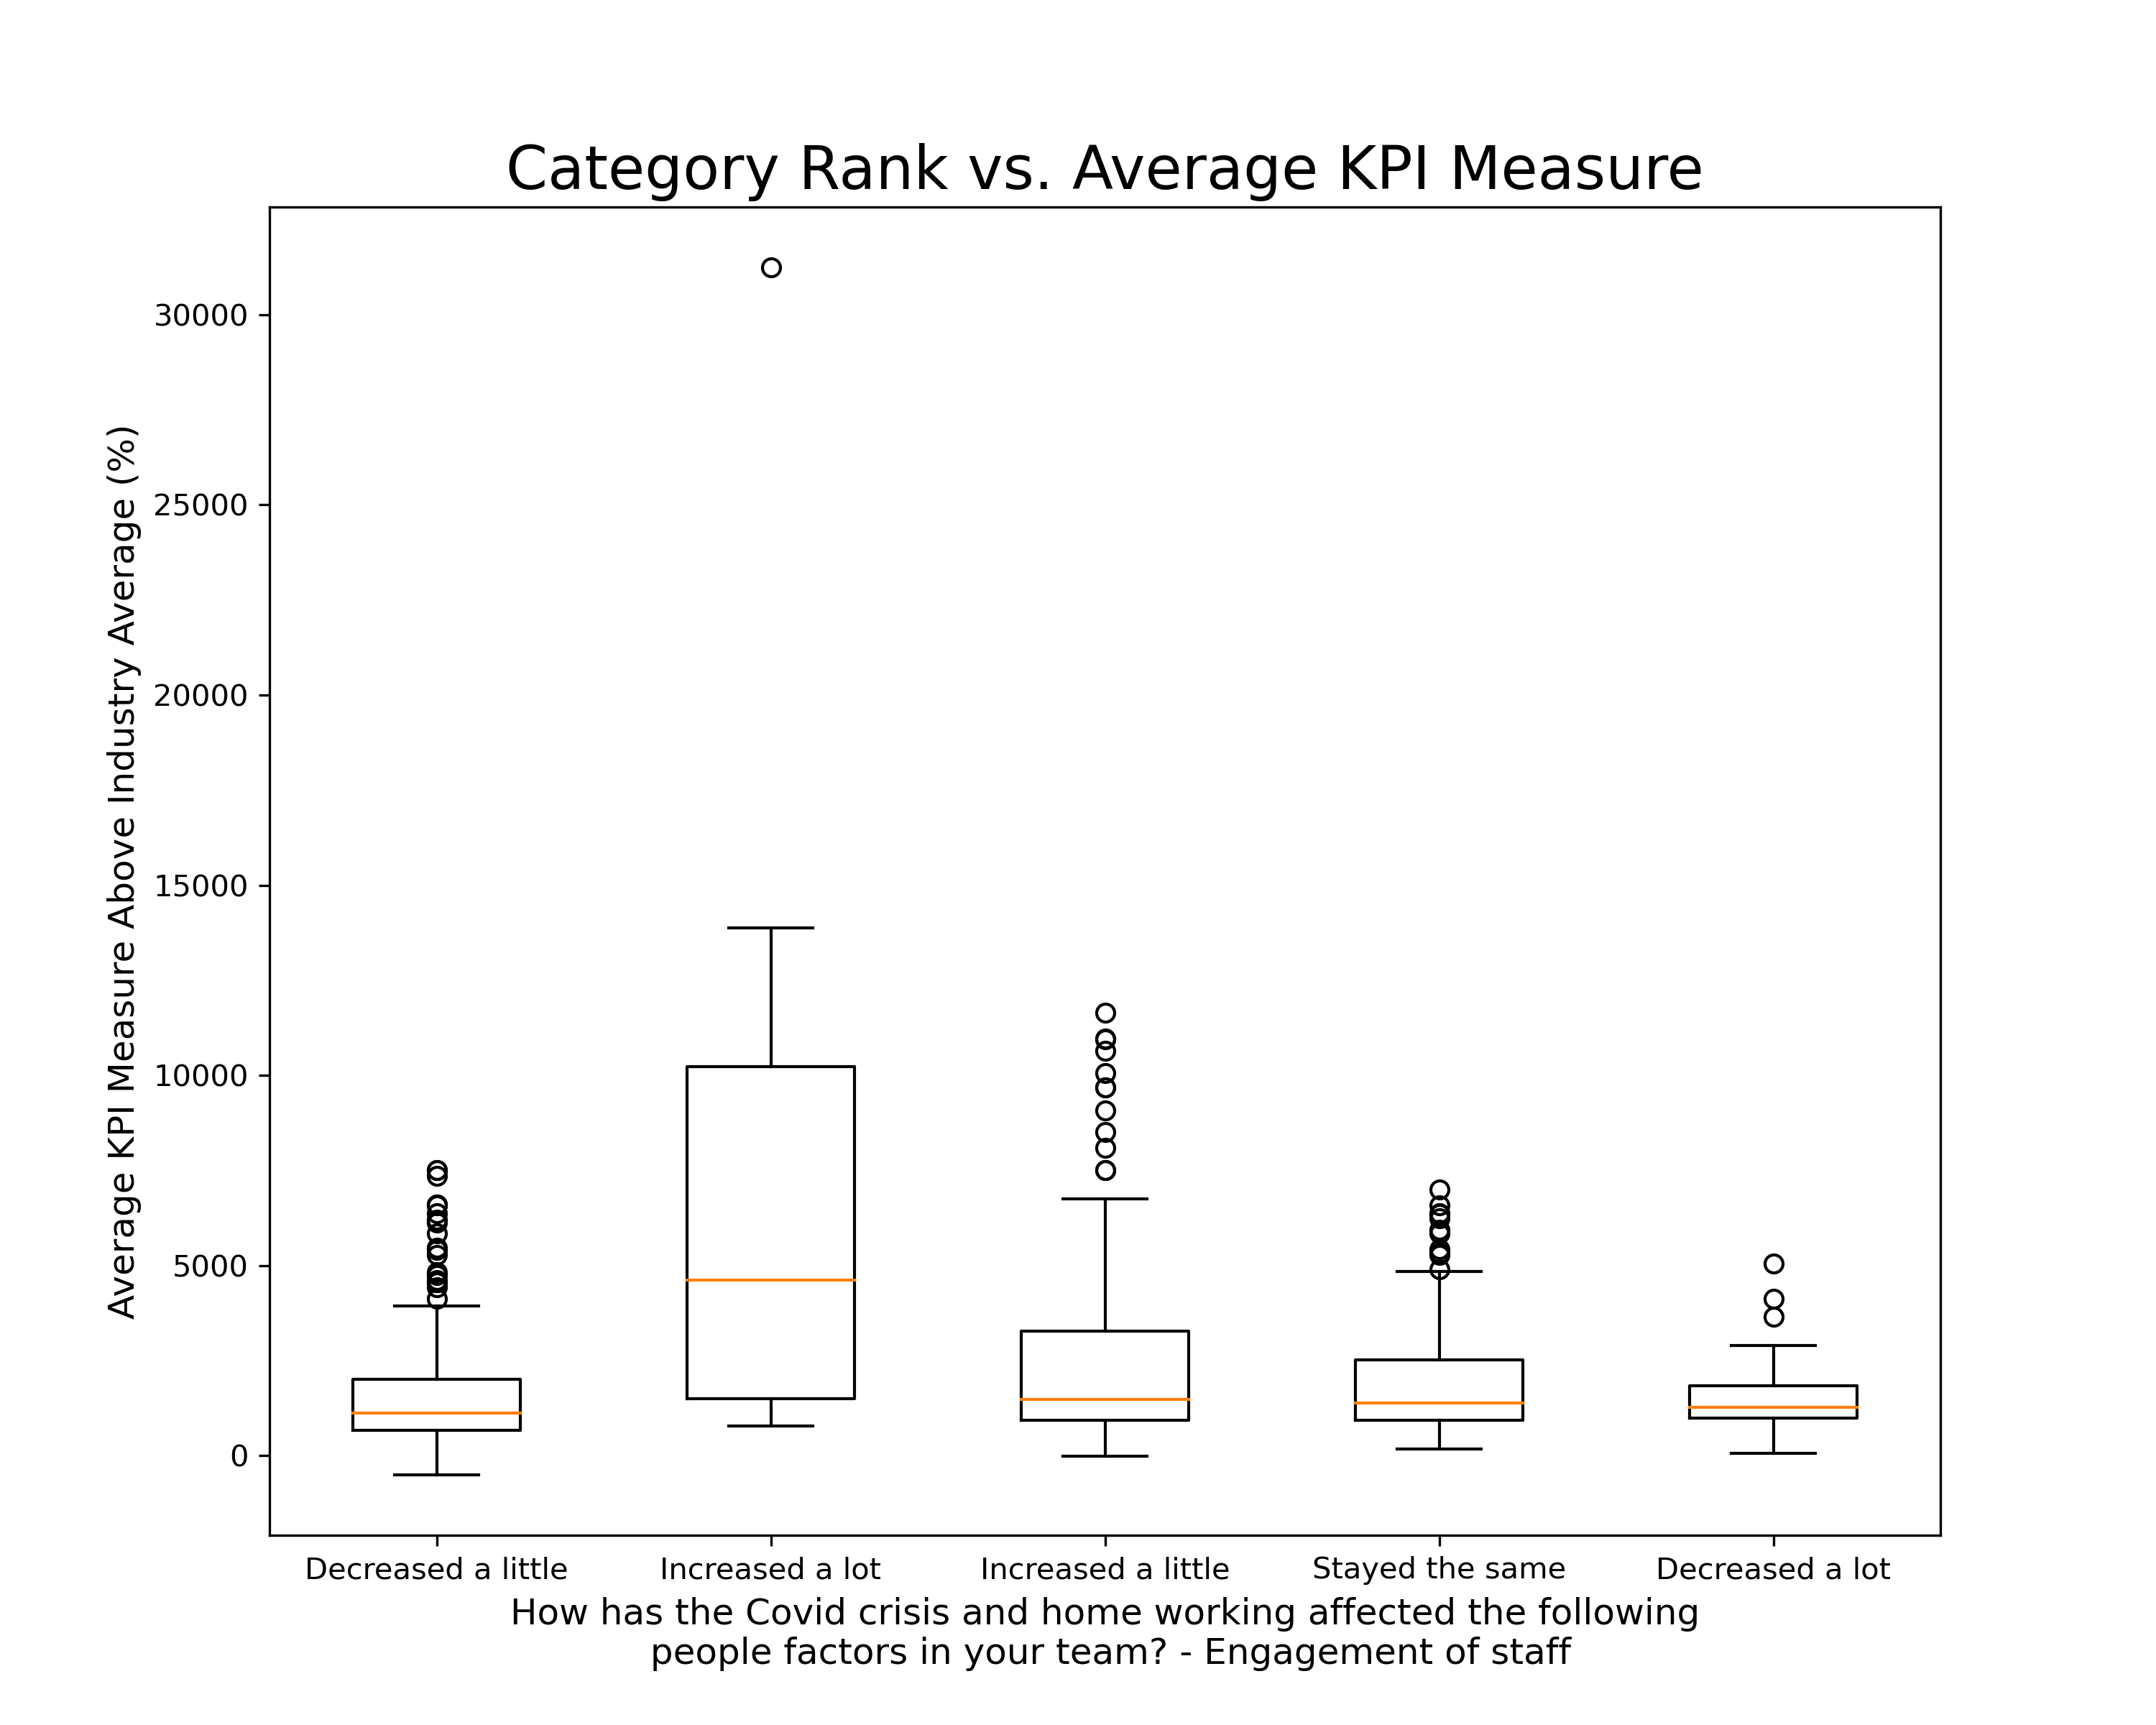 Category Rank vs. Average KPI Measure
Average KPI Measure Above Industry Average (%)
30000
25000
20000
15000
10000
5000
0
Decreased a little
Increased a lot
Increased a little
Stayed the same
Decreased a lot
How has the Covid crisis and home working affected the following
people factors in your team? - Engagement of staff